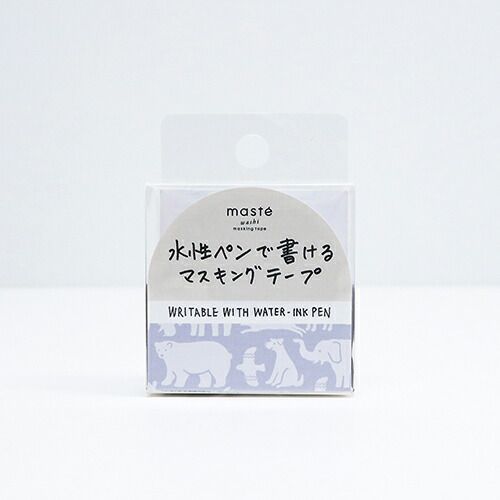 masté
washi
masking tape
水性ペンで書ける
マスキングテープ
WRITABLE WITH WATER-INK PEN